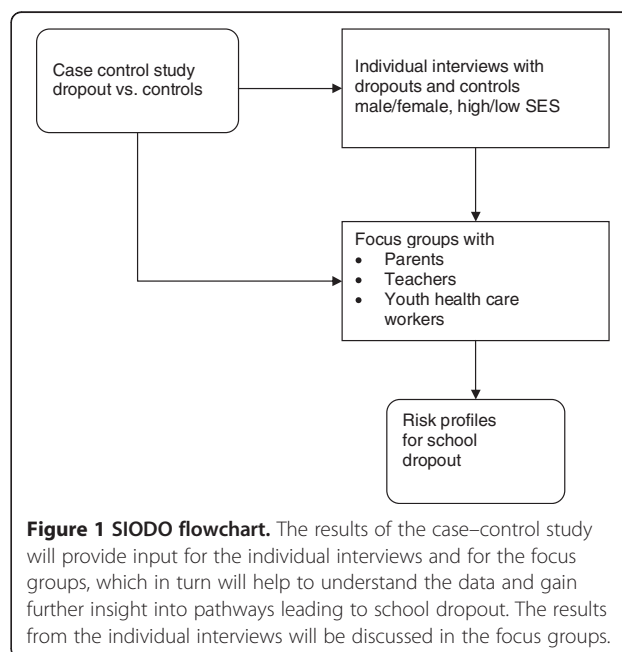 Case control study
dropout vs. controls
Individual interviews with
dropouts and controls
male/female, high/low SES
Focus groups with
• Parents
• Teachers
• Youth health care
workers
Risk profiles
for school
dropout
Figure 1 SIODO flowchart. The results of the case–control study
will provide input for the individual interviews and for the focus
groups, which in turn will help to understand the data and gain
further insight into pathways leading to school dropout. The results
from the individual interviews will be discussed in the focus groups.